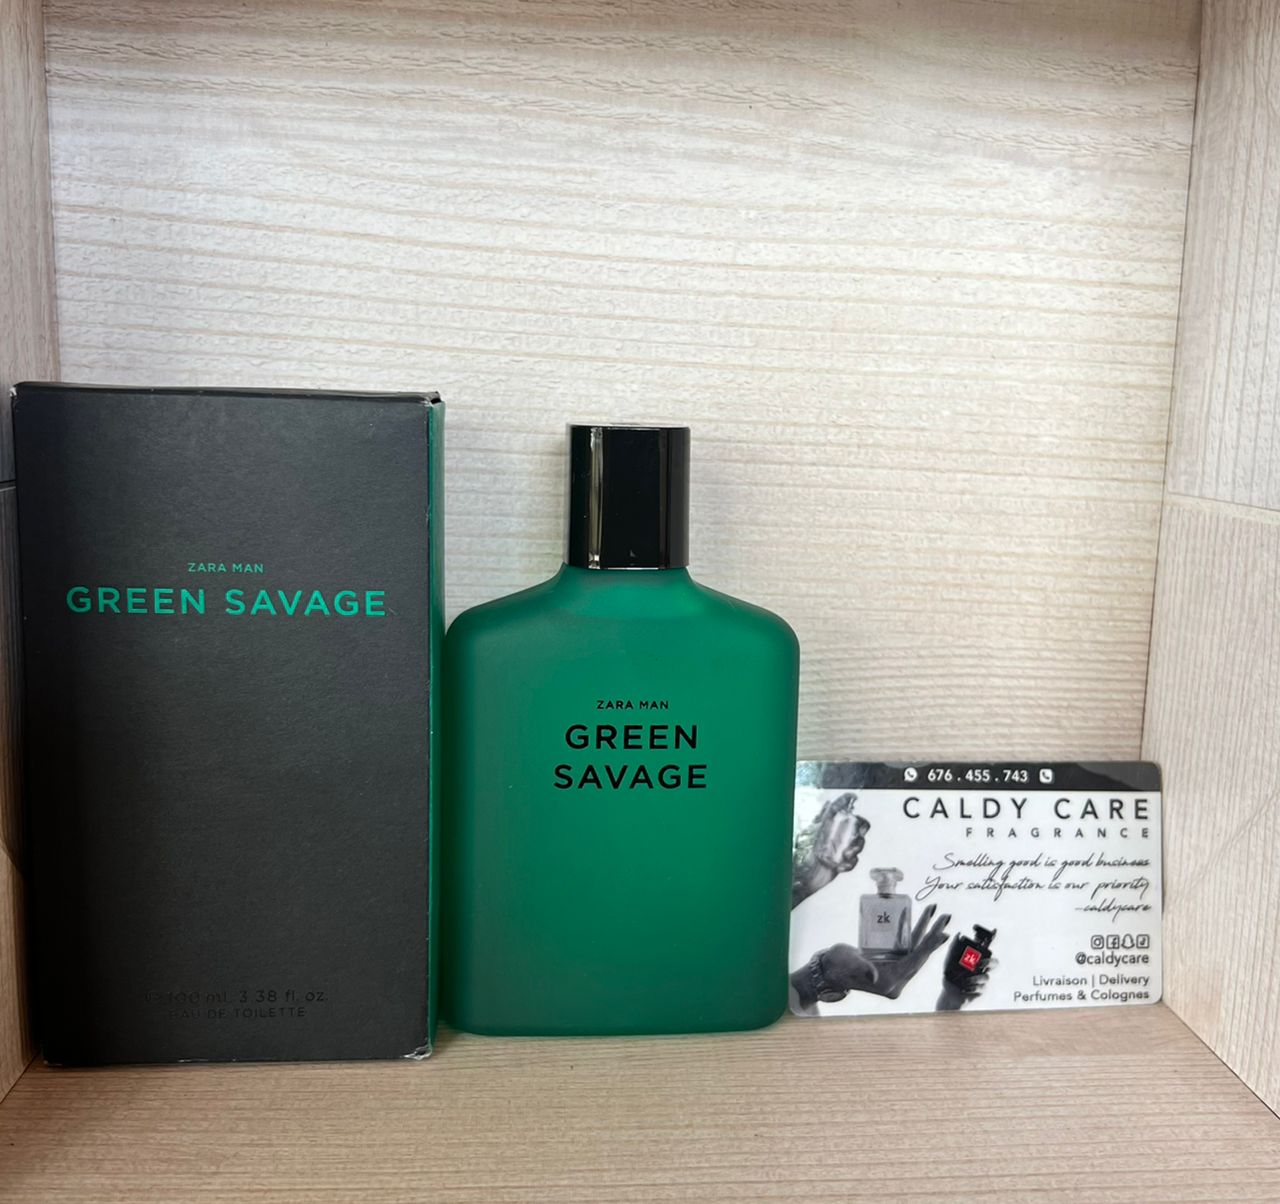 ZARA MAN
GREEN SAVAGE
100 mL 3.38 fl. oz.
EAU DE TOILETTE
ZARA MAN
GREEN
SAVAGE
676 . 455 . 743
CALDY CARE
FRAGRANCE
Smelling good is good business
Your satisfaction is our priority
-caldycare
zk
zk
@caldycare
Livraison | Delivery
Perfumes & Colognes